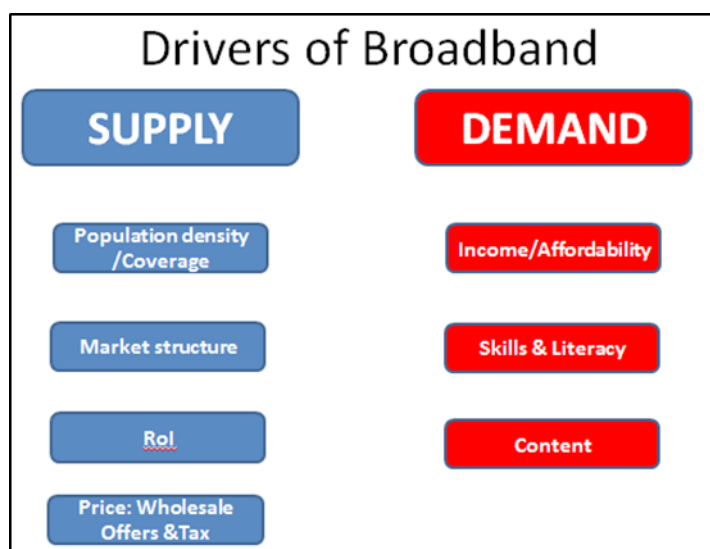 Drivers of Broadband
SUPPLY
DEMAND
Population density
/Coverage
Income/Affordability
Market structure
Skills & Literacy
RoI
Content
Price: Wholesale
Offers &Tax